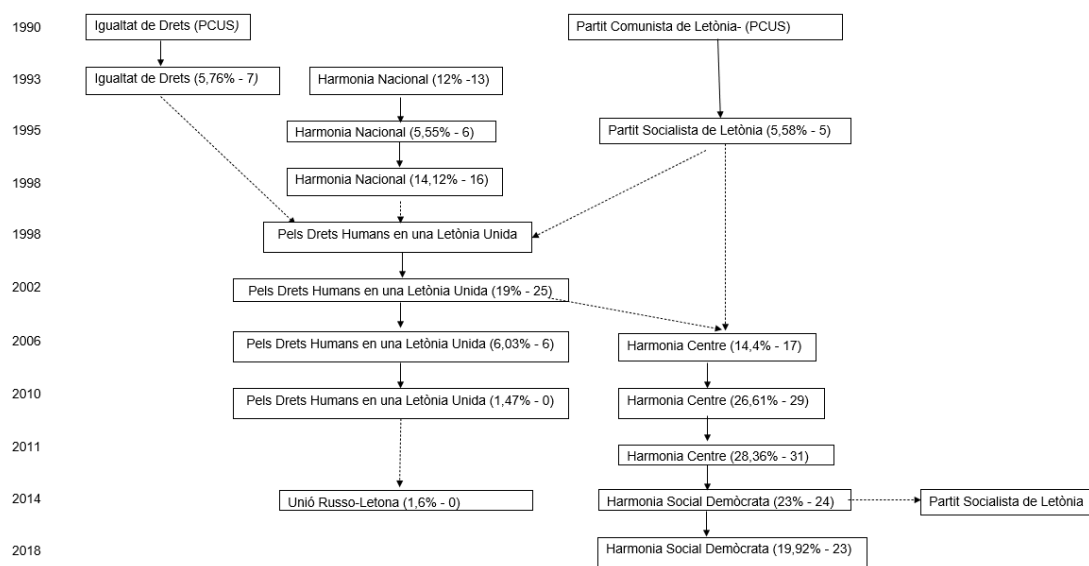 1990
Igualtat de Drets (PCUS)
Partit Comunista de Letònia- (PCUS)
1993
Igualtat de Drets (5,76% - 7)
Harmonia Nacional (12% -13)
1995
Harmonia Nacional (5,55% - 6)
Partit Socialista de Letònia (5,58% - 5)
1998
Harmonia Nacional (14,12% - 16)
1998
Pels Drets Humans en una Letònia Unida
2002
Pels Drets Humans en una Letònia Unida (19% - 25)
2006
Pels Drets Humans en una Letònia Unida (6,03% - 6)
Harmonia Centre (14,4% - 17)
2010
Pels Drets Humans en una Letònia Unida (1,47% - 0)
Harmonia Centre (26,61% - 29)
2011
Harmonia Centre (28,36% - 31)
2014
Unió Russo-Letona (1,6% - 0)
Harmonia Social Demòcrata (23% - 24)
Partit Socialista de Letònia
2018
Harmonia Social Demòcrata (19,92% - 23)